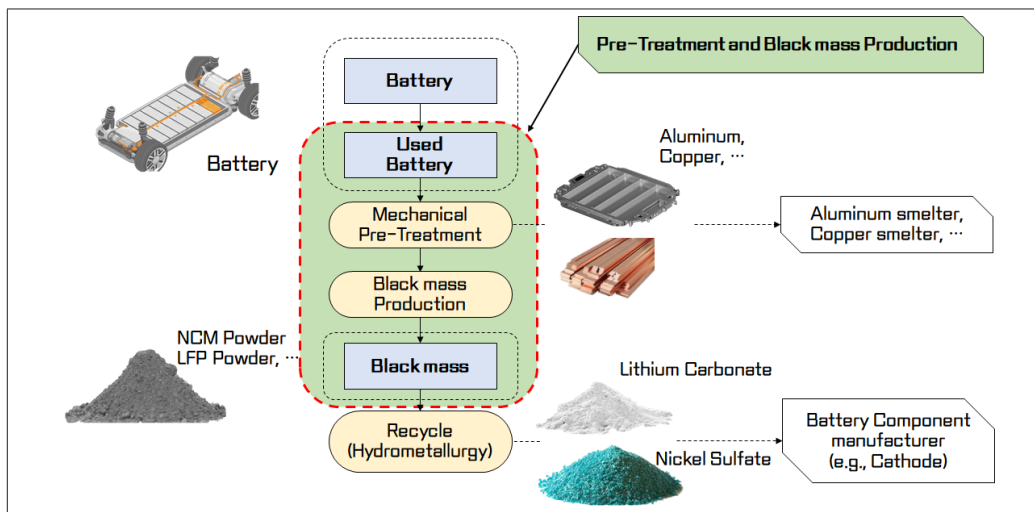 Pre-Treatment and Black mass Production
Battery
Battery
Used
Battery
Aluminum,
Copper, ···
Mechanical
Pre-Treatment
Aluminum smelter,
Copper smelter, ···
Black mass
Production
NCM Powder
LFP Powder, ···
Black mass
Lithium Carbonate
Recycle
(Hydrometallurgy)
Nickel Sulfate
Battery Component
manufacturer
(e.g., Cathode)